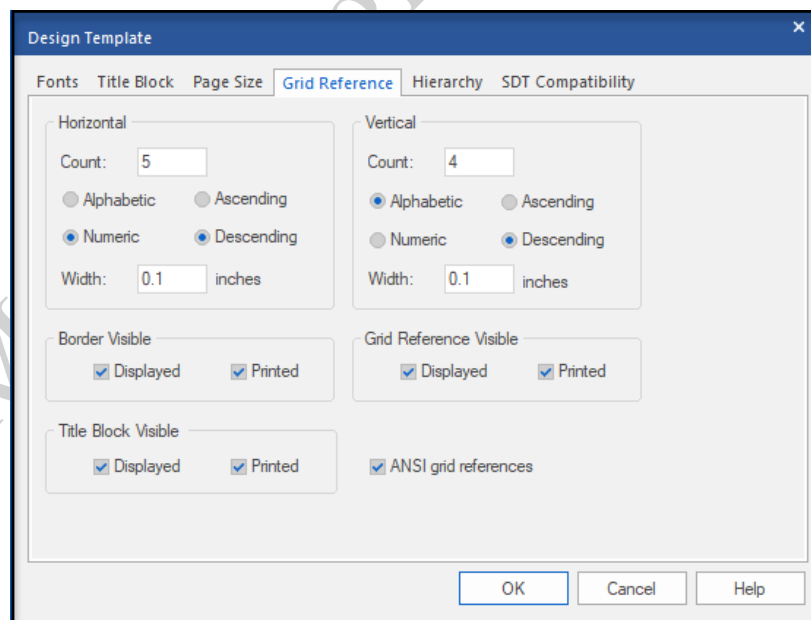 Design Template
Fonts Title Block Page Size Grid Reference Hierarchy SDT Compatibility
Horizontal
Count: 5
Alphabetic Ascending
Numeric Descending
Width: 0.1 inches
Vertical
Count: 4
Alphabetic Ascending
Numeric Descending
Width: 0.1 inches
Border Visible
Displayed Printed
Grid Reference Visible
Displayed Printed
Title Block Visible
Displayed Printed
ANSI grid references
OK Cancel Help